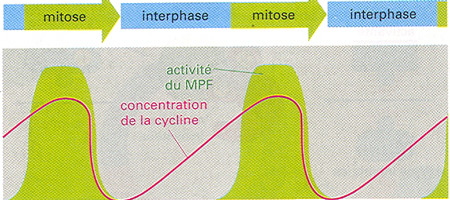 mitose interphase mitose interphase
activité
du MPF
concentration
de la cycline